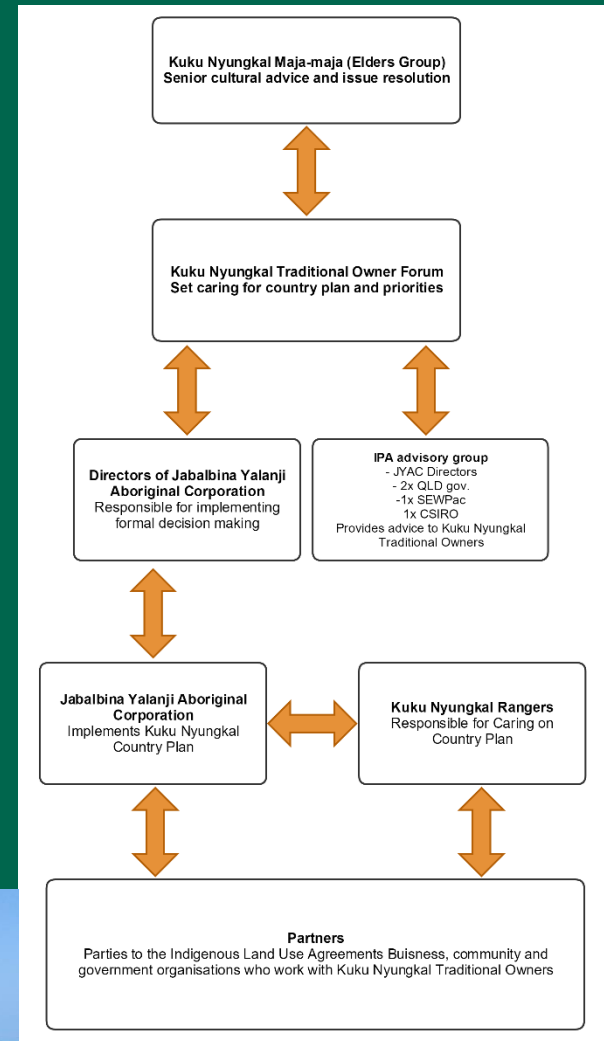 Kuku Nyungkal Maja-maja (Elders Group)
Senior cultural advice and issue resolution
Kuku Nyungkal Traditional Owner Forum
Set caring for country plan and priorities
Directors of Jabalbina Yalanji
Aboriginal Corporation
Responsible for implementing
formal decision making
IPA advisory group
- JYAC Directors
- 2x QLD gov.
-1x SEWPac
1x CSIRO
Provides advice to Kuku Nyungkal
Traditional Owners
Jabalbina Yalanji Aboriginal
Corporation
Implements Kuku Nyungkal
Country Plan
Kuku Nyungkal Rangers
Responsible for Caring on
Country Plan
Partners
Parties to the Indigenous Land Use Agreements Buisness, community and
government organisations who work with Kuku Nyungkal Traditional Owners